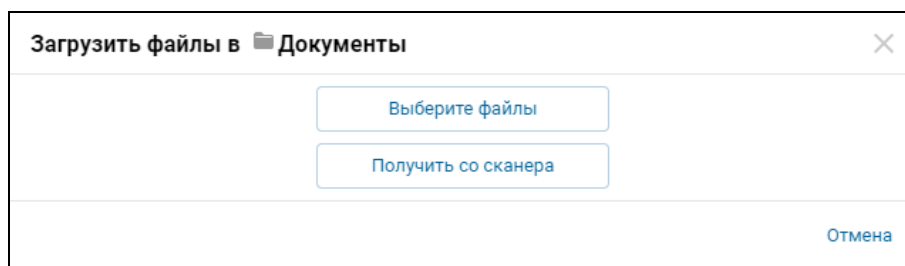 Загрузить файлы в Документы
Выберите файлы
Получить со сканера
Отмена